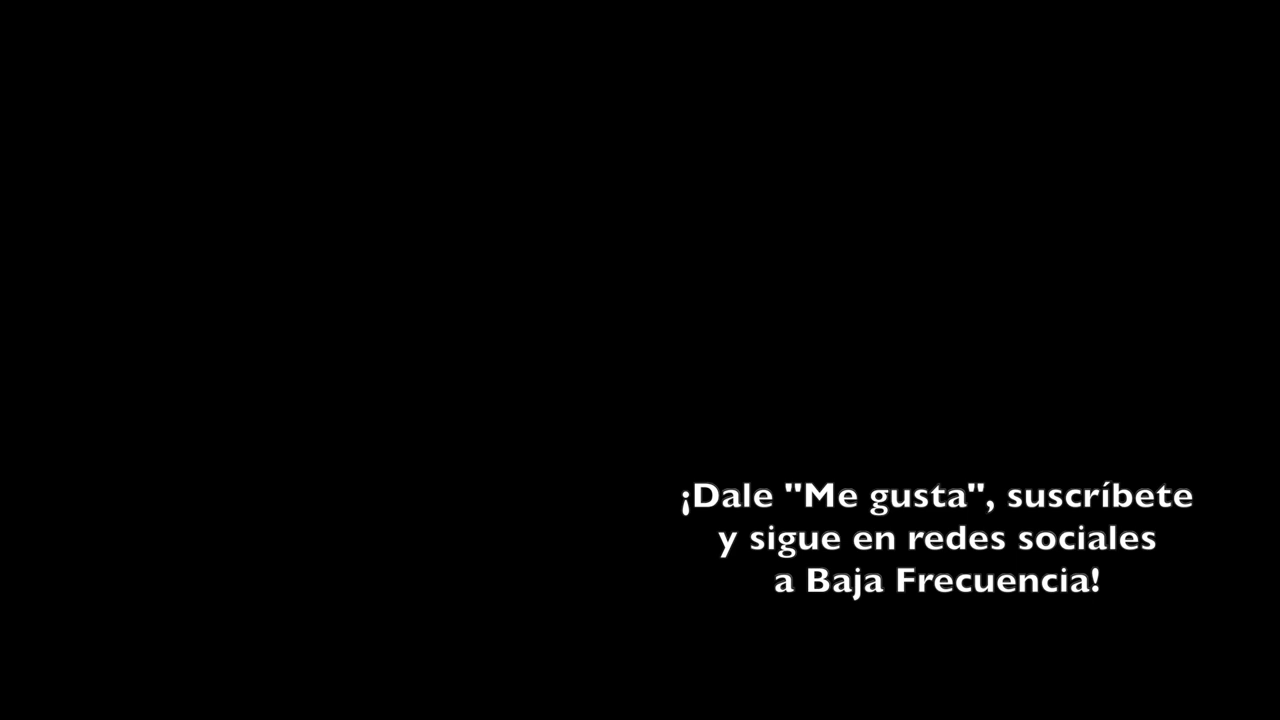 ¡Dale "Me gusta", suscríbete
y sigue en redes sociales
a Baja Frecuencia!